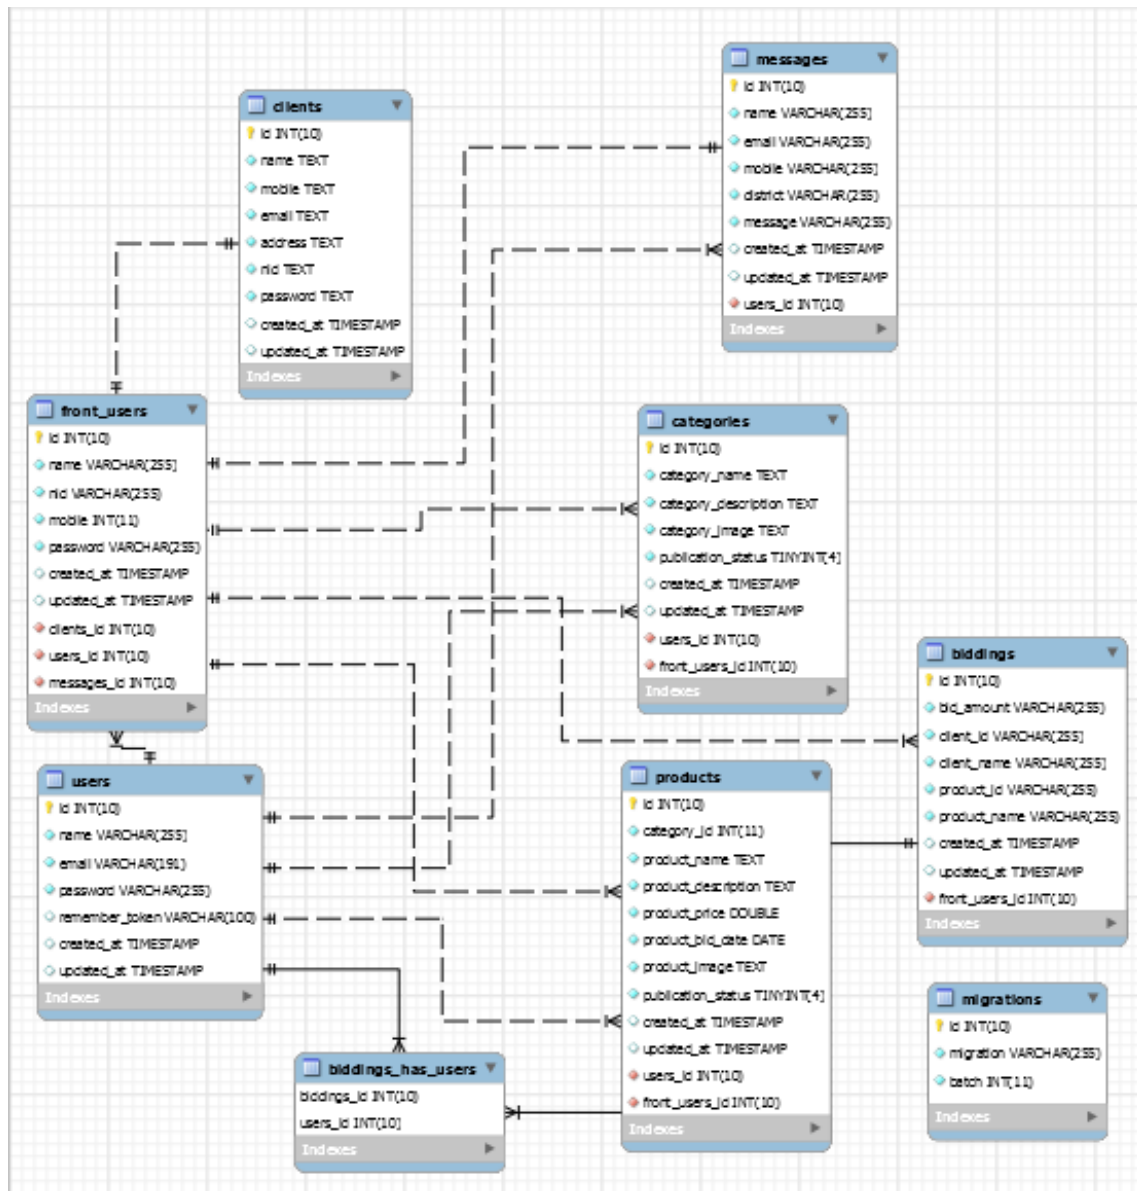 messages
id INT(10)
name VARCHAR(255)
email VARCHAR(255)
mobile VARCHAR(255)
district VARCHAR(255)
message VARCHAR(255)
created_at TIMESTAMP
updated_at TIMESTAMP
users_id INT(10)
Indexes
clients
id INT(10)
name TEXT
mobile TEXT
email TEXT
address TEXT
nid TEXT
password TEXT
created_at TIMESTAMP
updated_at TIMESTAMP
Indexes
front_users
id INT(10)
name VARCHAR(255)
nid VARCHAR(255)
mobile INT(11)
password VARCHAR(255)
created_at TIMESTAMP
updated_at TIMESTAMP
clients_id INT(10)
users_id INT(10)
messages_id INT(10)
Indexes
categories
id INT(10)
category_name TEXT
category_description TEXT
category_image TEXT
publication_status TINYINT(4)
created_at TIMESTAMP
updated_at TIMESTAMP
users_id INT(10)
front_users_id INT(10)
Indexes
biddings
id INT(10)
bid_amount VARCHAR(255)
client_id VARCHAR(255)
client_name VARCHAR(255)
product_id VARCHAR(255)
product_name VARCHAR(255)
created_at TIMESTAMP
updated_at TIMESTAMP
front_users_id INT(10)
Indexes
users
id INT(10)
name VARCHAR(255)
email VARCHAR(191)
password VARCHAR(255)
remember_token VARCHAR(100)
created_at TIMESTAMP
updated_at TIMESTAMP
Indexes
products
id INT(10)
category_id INT(11)
product_name TEXT
product_description TEXT
product_price DOUBLE
product_bid_date DATE
product_image TEXT
publication_status TINYINT(4)
created_at TIMESTAMP
updated_at TIMESTAMP
users_id INT(10)
front_users_id INT(10)
Indexes
migrations
id INT(10)
migration VARCHAR(255)
batch INT(11)
Indexes
biddings_has_users
biddings_id INT(10)
users_id INT(10)
Indexes